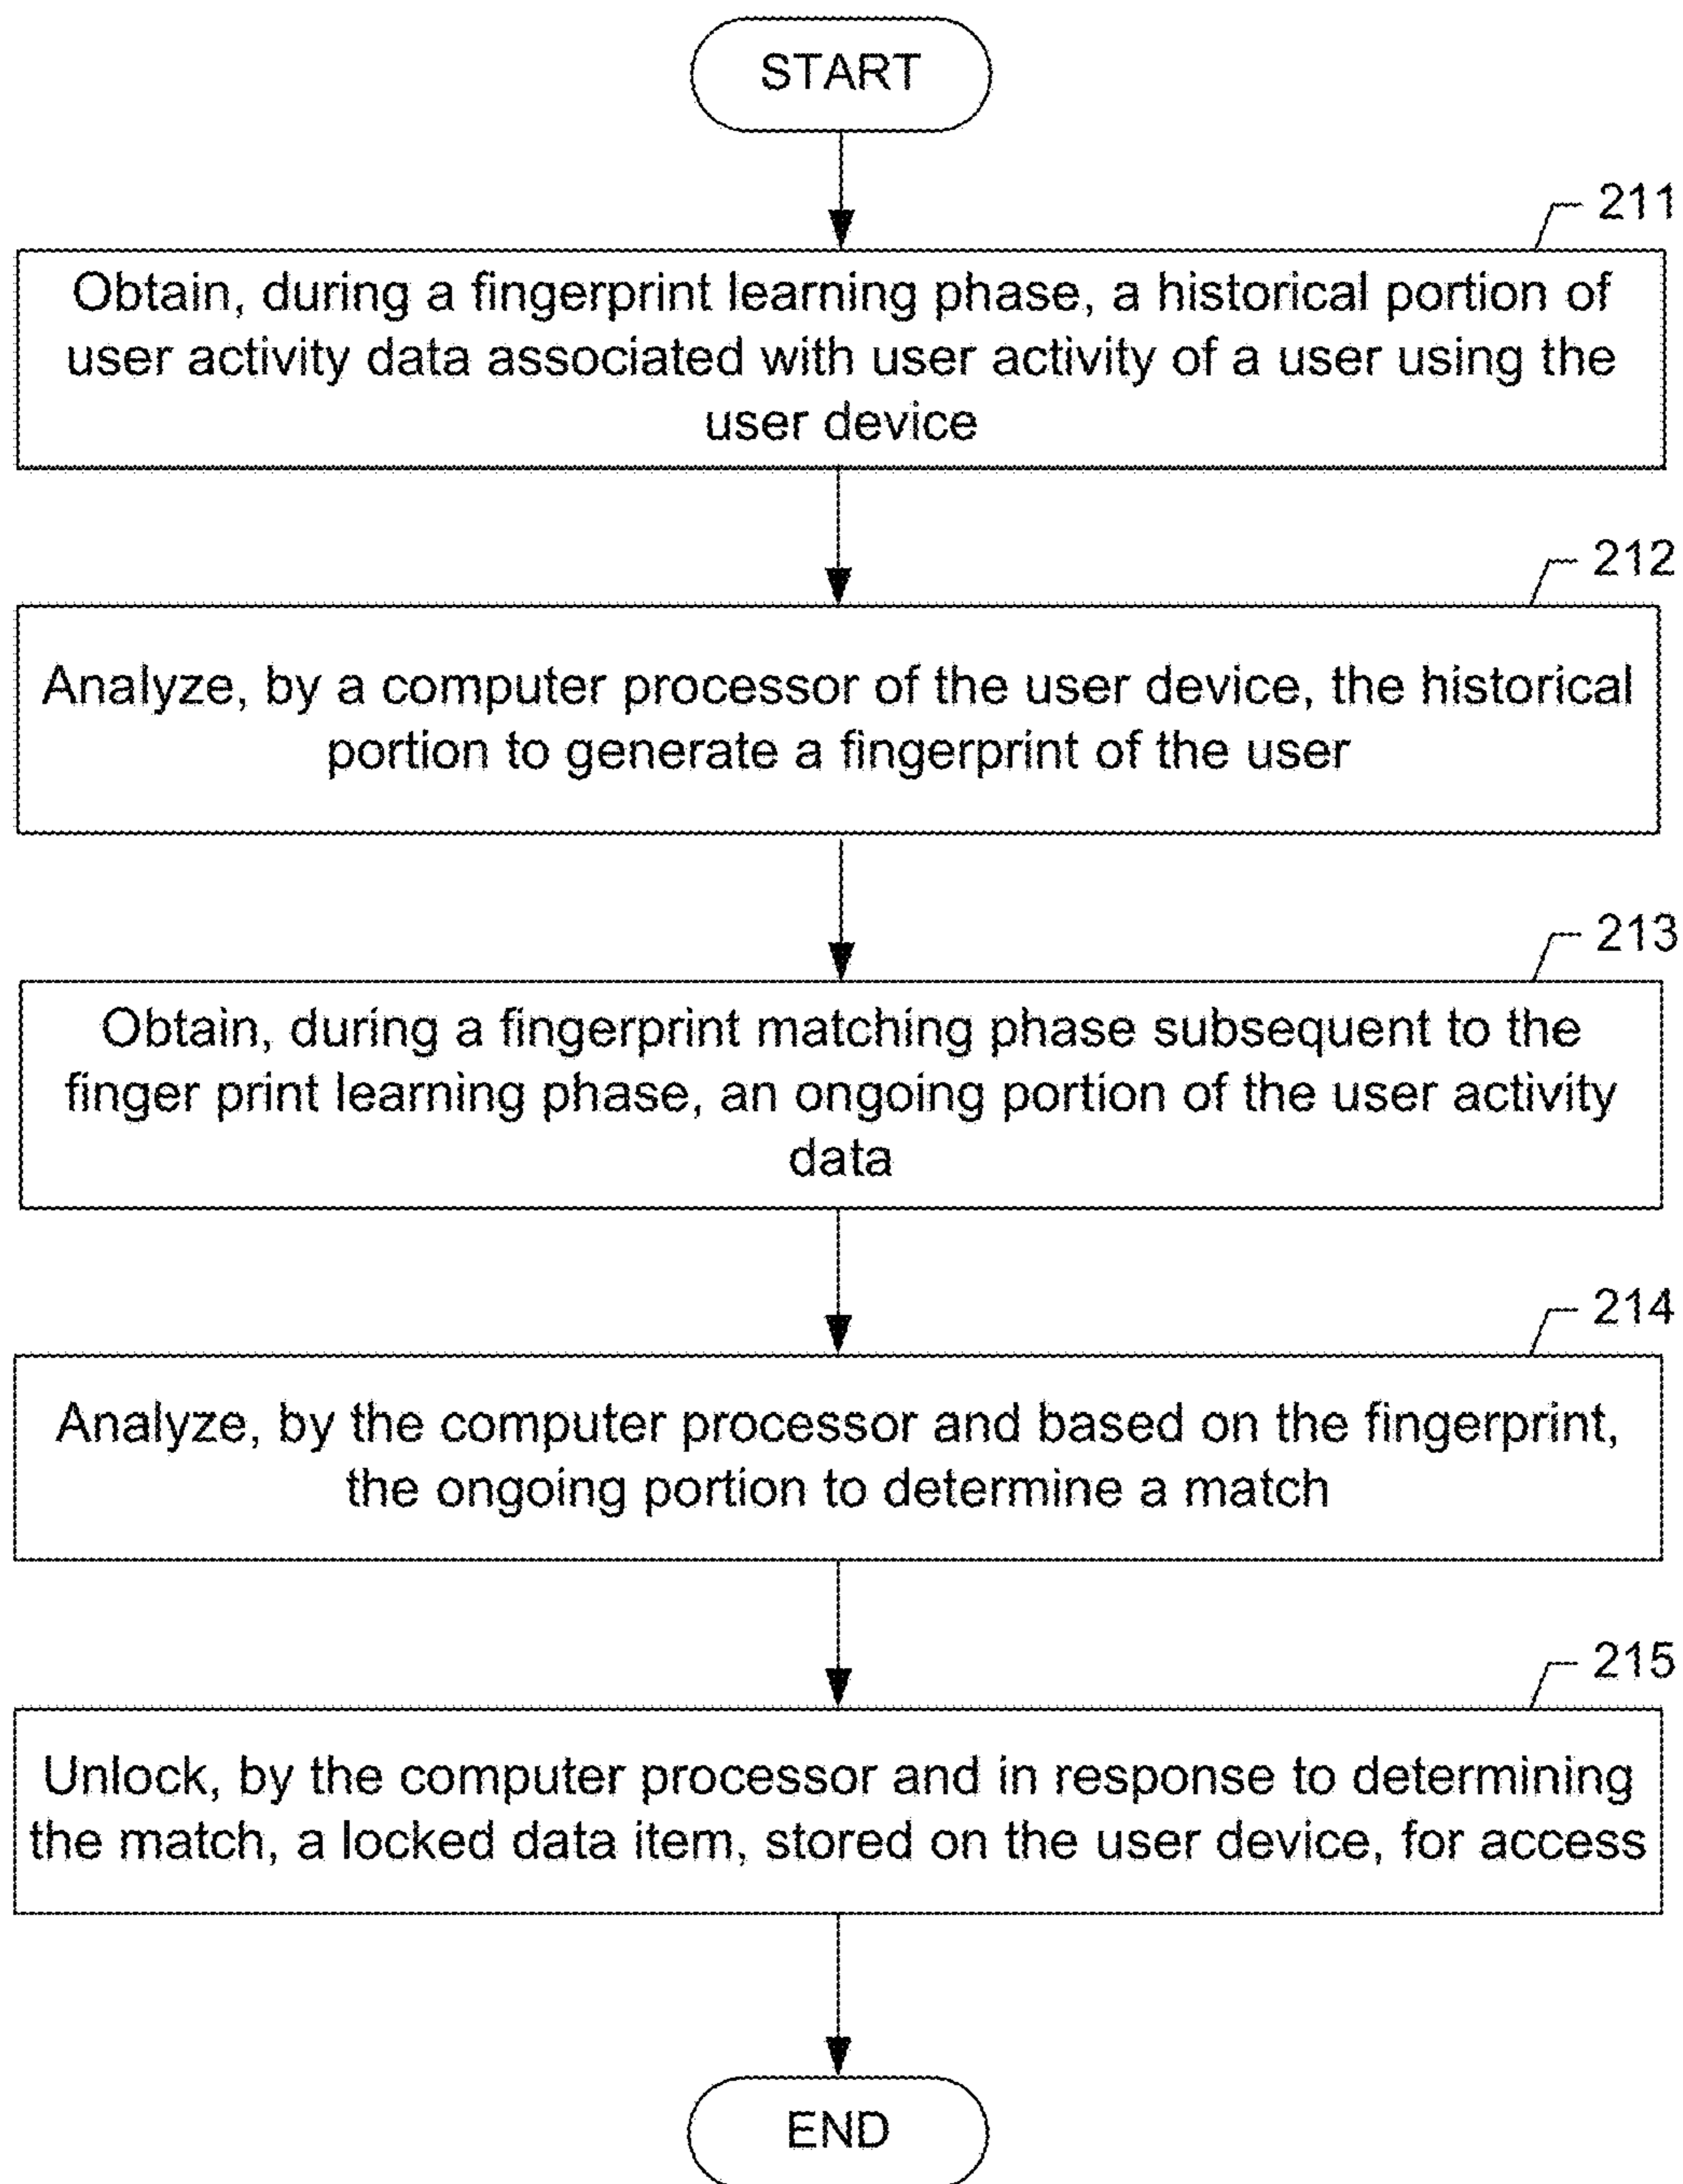 START
211
Obtain, during a fingerprint learning phase, a historical portion of
user activity data associated with user activity of a user using the
user device
212
Analyze, by a computer processor of the user device, the historical
portion to generate a fingerprint of the user
213
Obtain, during a fingerprint matching phase subsequent to the
finger print learning phase, an ongoing portion of the user activity
data
214
Analyze, by the computer processor and based on the fingerprint,
the ongoing portion to determine a match
215
Unlock, by the computer processor and in response to determining
the match, a locked data item, stored on the user device, for access
END